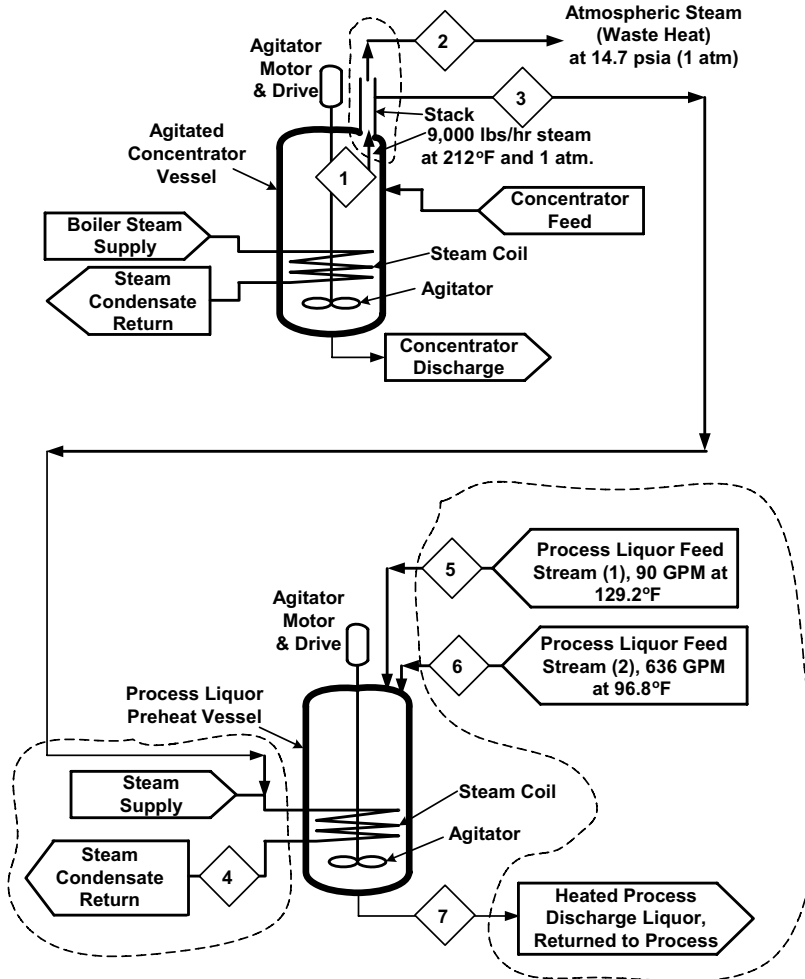 2
Atmospheric Steam
(Waste Heat)
at 14.7 psia (1 atm)
Agitator
Motor
& Drive
3
Stack
9,000 lbs/hr steam
at 212°F and 1 atm.
Agitated
Concentrator
Vessel
1
Concentrator
Feed
Boiler Steam
Supply
Steam Coil
Steam
Condensate
Return
Agitator
Concentrator
Discharge
5
Process Liquor Feed
Stream (1), 90 GPM at
129.2°F
Agitator
Motor
& Drive
6
Process Liquor Feed
Stream (2), 636 GPM
at 96.8°F
Process Liquor
Preheat Vessel
Steam
Supply
Steam Coil
Agitator
Steam
Condensate
Return
4
7
Heated Process
Discharge Liquor,
Returned to Process